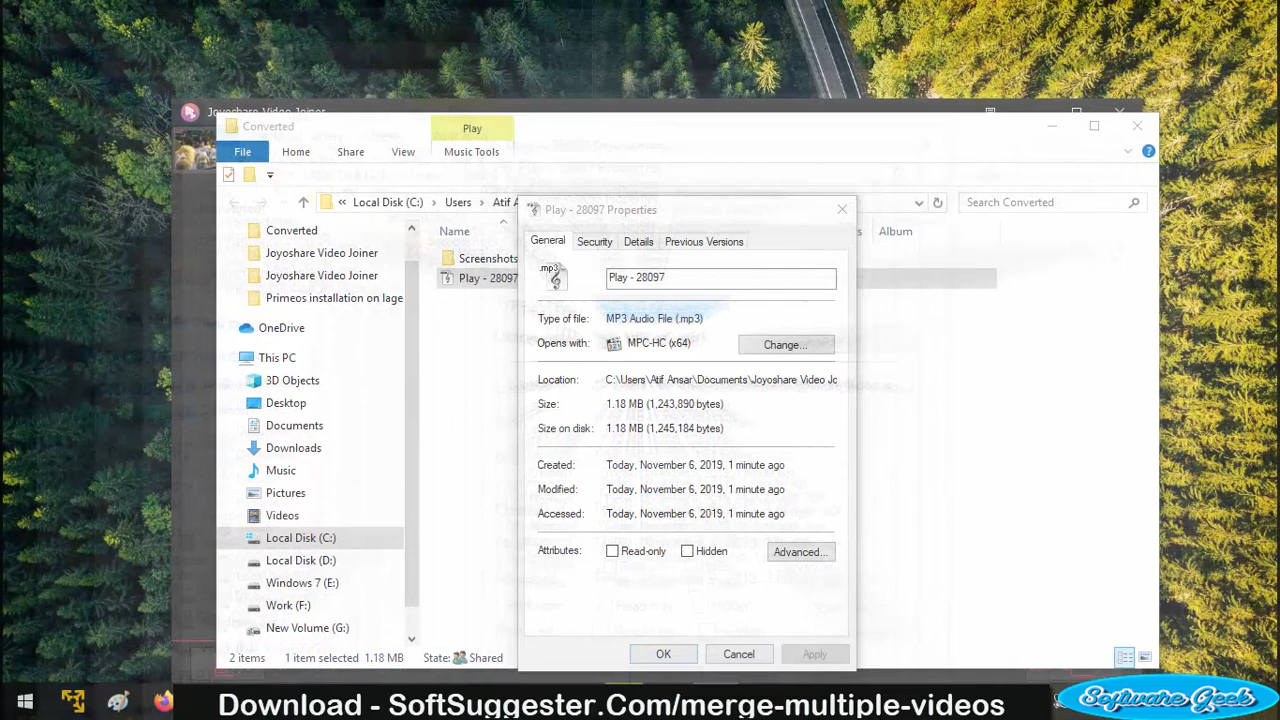 Joyoshare Video Joiner
Converted
Play
File
Home
Share
View
Music Tools
« Local Disk (C:) > Users > Atif A
Search Converted
Converted
Joyoshare Video Joiner
Joyoshare Video Joiner
Primeos installation on lage
OneDrive
This PC
3D Objects
Desktop
Documents
Downloads
Music
Pictures
Videos
Local Disk (C:)
Local Disk (D:)
Windows 7 (E:)
Work (F:)
New Volume (G:)
Name
Album
Screenshots
Play - 28097
Play - 28097 Properties
General
Security
Details
Previous Versions
.mp3
Play - 28097
Type of file: MP3 Audio File (.mp3)
Opens with: MPC-HC (x64)
Change...
Location: C:\Users\Atif Ansar\Documents\Joyoshare Video Jc
Size: 1.18 MB (1,243,890 bytes)
Size on disk: 1.18 MB (1,245,184 bytes)
Created: Today, November 6, 2019, 1 minute ago
Modified: Today, November 6, 2019, 1 minute ago
Accessed: Today, November 6, 2019, 1 minute ago
Attributes: Read-only Hidden
Advanced...
OK
Cancel
Apply
2 items 1 item selected 1.18 MB State: Shared
Download - SoftSuggester.Com/merge-multiple-videos
Software Geek